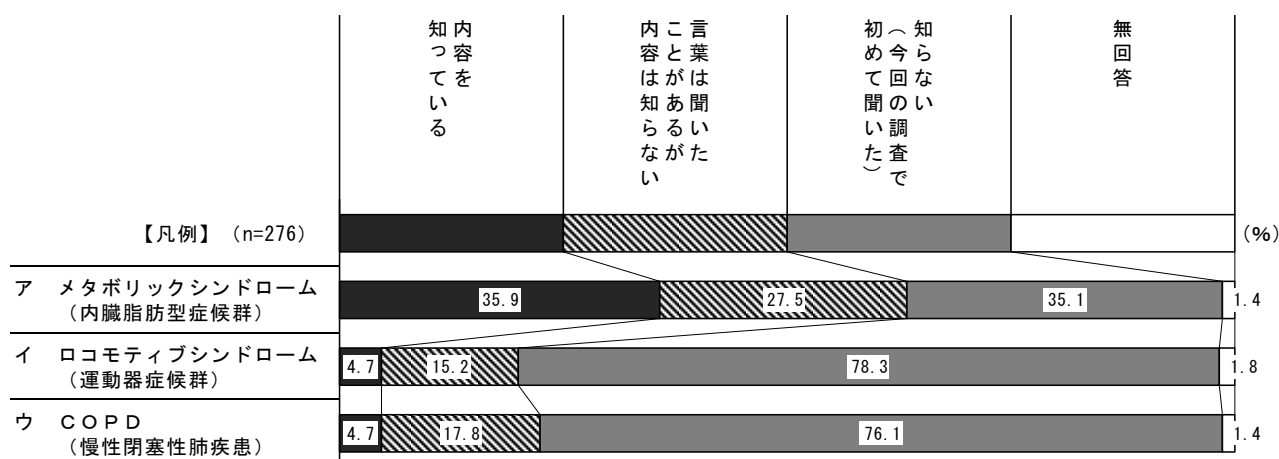 内容を
知っている
言葉は聞いた
ことがあるが
内容は知らない
知らない
（今回の調査で
初めて聞いた）
無回答
【凡例】（n=276）
（％）
ア　メタボリックシンドローム
（内臓脂肪型症候群）
35.9
27.5
35.1
1.4
イ　ロコモティブシンドローム
（運動器症候群）
4.7
15.2
78.3
1.8
ウ　ＣＯＰＤ
（慢性閉塞性肺疾患）
4.7
17.8
76.1
1.4